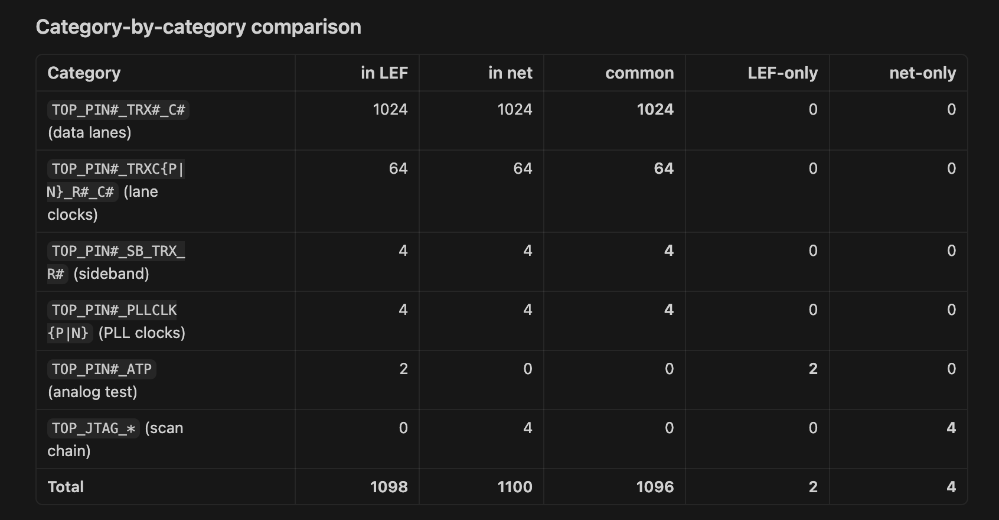 Category-by-category comparison
Category in LEF in net common LEF-only net-only
TOP_PIN#_TRX#_C# 1024 1024 1024 0 0
(data lanes)
TOP_PIN#_TRXC{P| 64 64 64 0 0
N}_R#_C# (lane
clocks)
TOP_PIN#_SB_TRX_ 4 4 4 0 0
R# (sideband)
TOP_PIN#_PLLCLK 4 4 4 0 0
{P|N} (PLL clocks)
TOP_PIN#_ATP 2 0 0 2 0
(analog test)
TOP_JTAG_* (scan 0 4 0 0 4
chain)
Total 1098 1100 1096 2 4